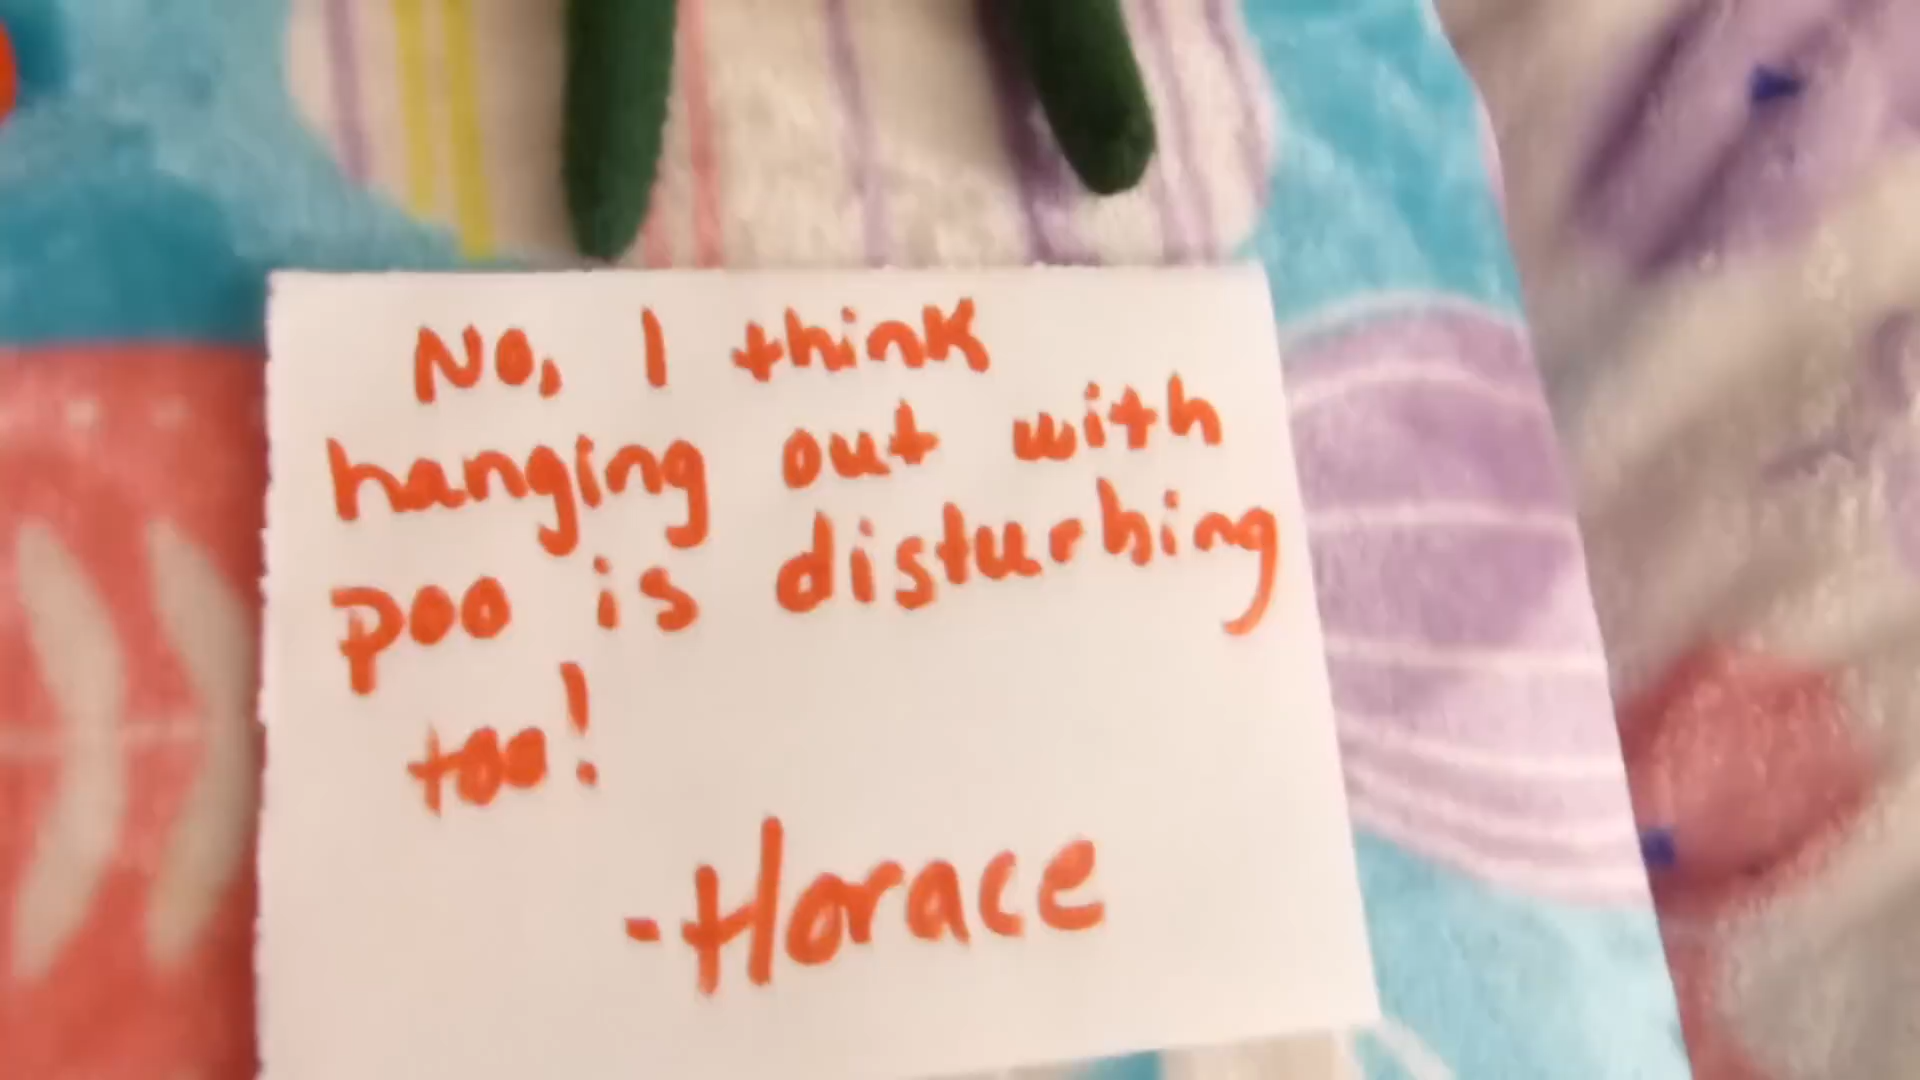 No, I think
hanging out with
poo is disturbing
too!
-Horace